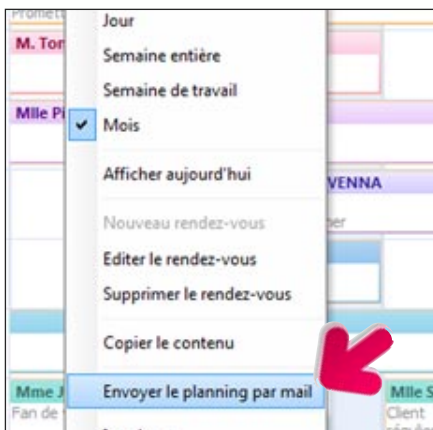 Jour
M. Tor
Semaine entière
Semaine de travail
Mlle Pi
Mois
Afficher aujourd'hui
VENNA
Nouveau rendez-vous
Editer le rendez-vous
Supprimer le rendez-vous
Copier le contenu
Envoyer le planning par mail
Mme J
Mlle S
Fan de
Client